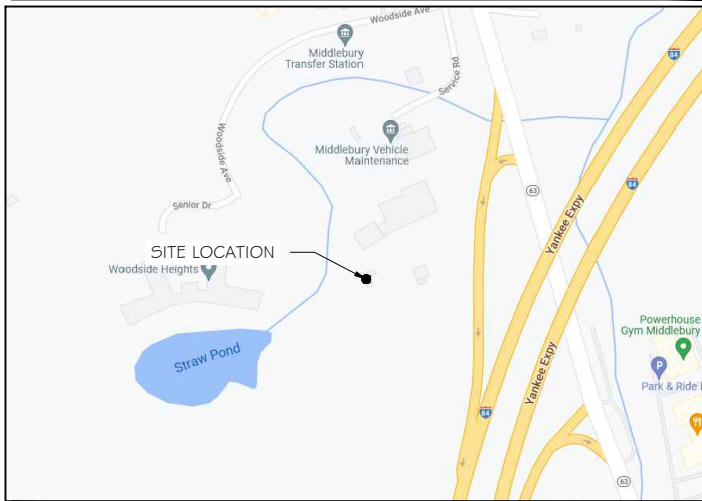 Woodside Ave
Middlebury
Transfer Station
Service Rd
84
Middlebury Vehicle
Maintenance
Woodside Ave
84
63
Senior Dr
Yankee Expy
SITE LOCATION
Woodside Heights
Powerhouse
Gym Middlebury
Straw Pond
Yankee Expy
P
Park & Ride
84
63